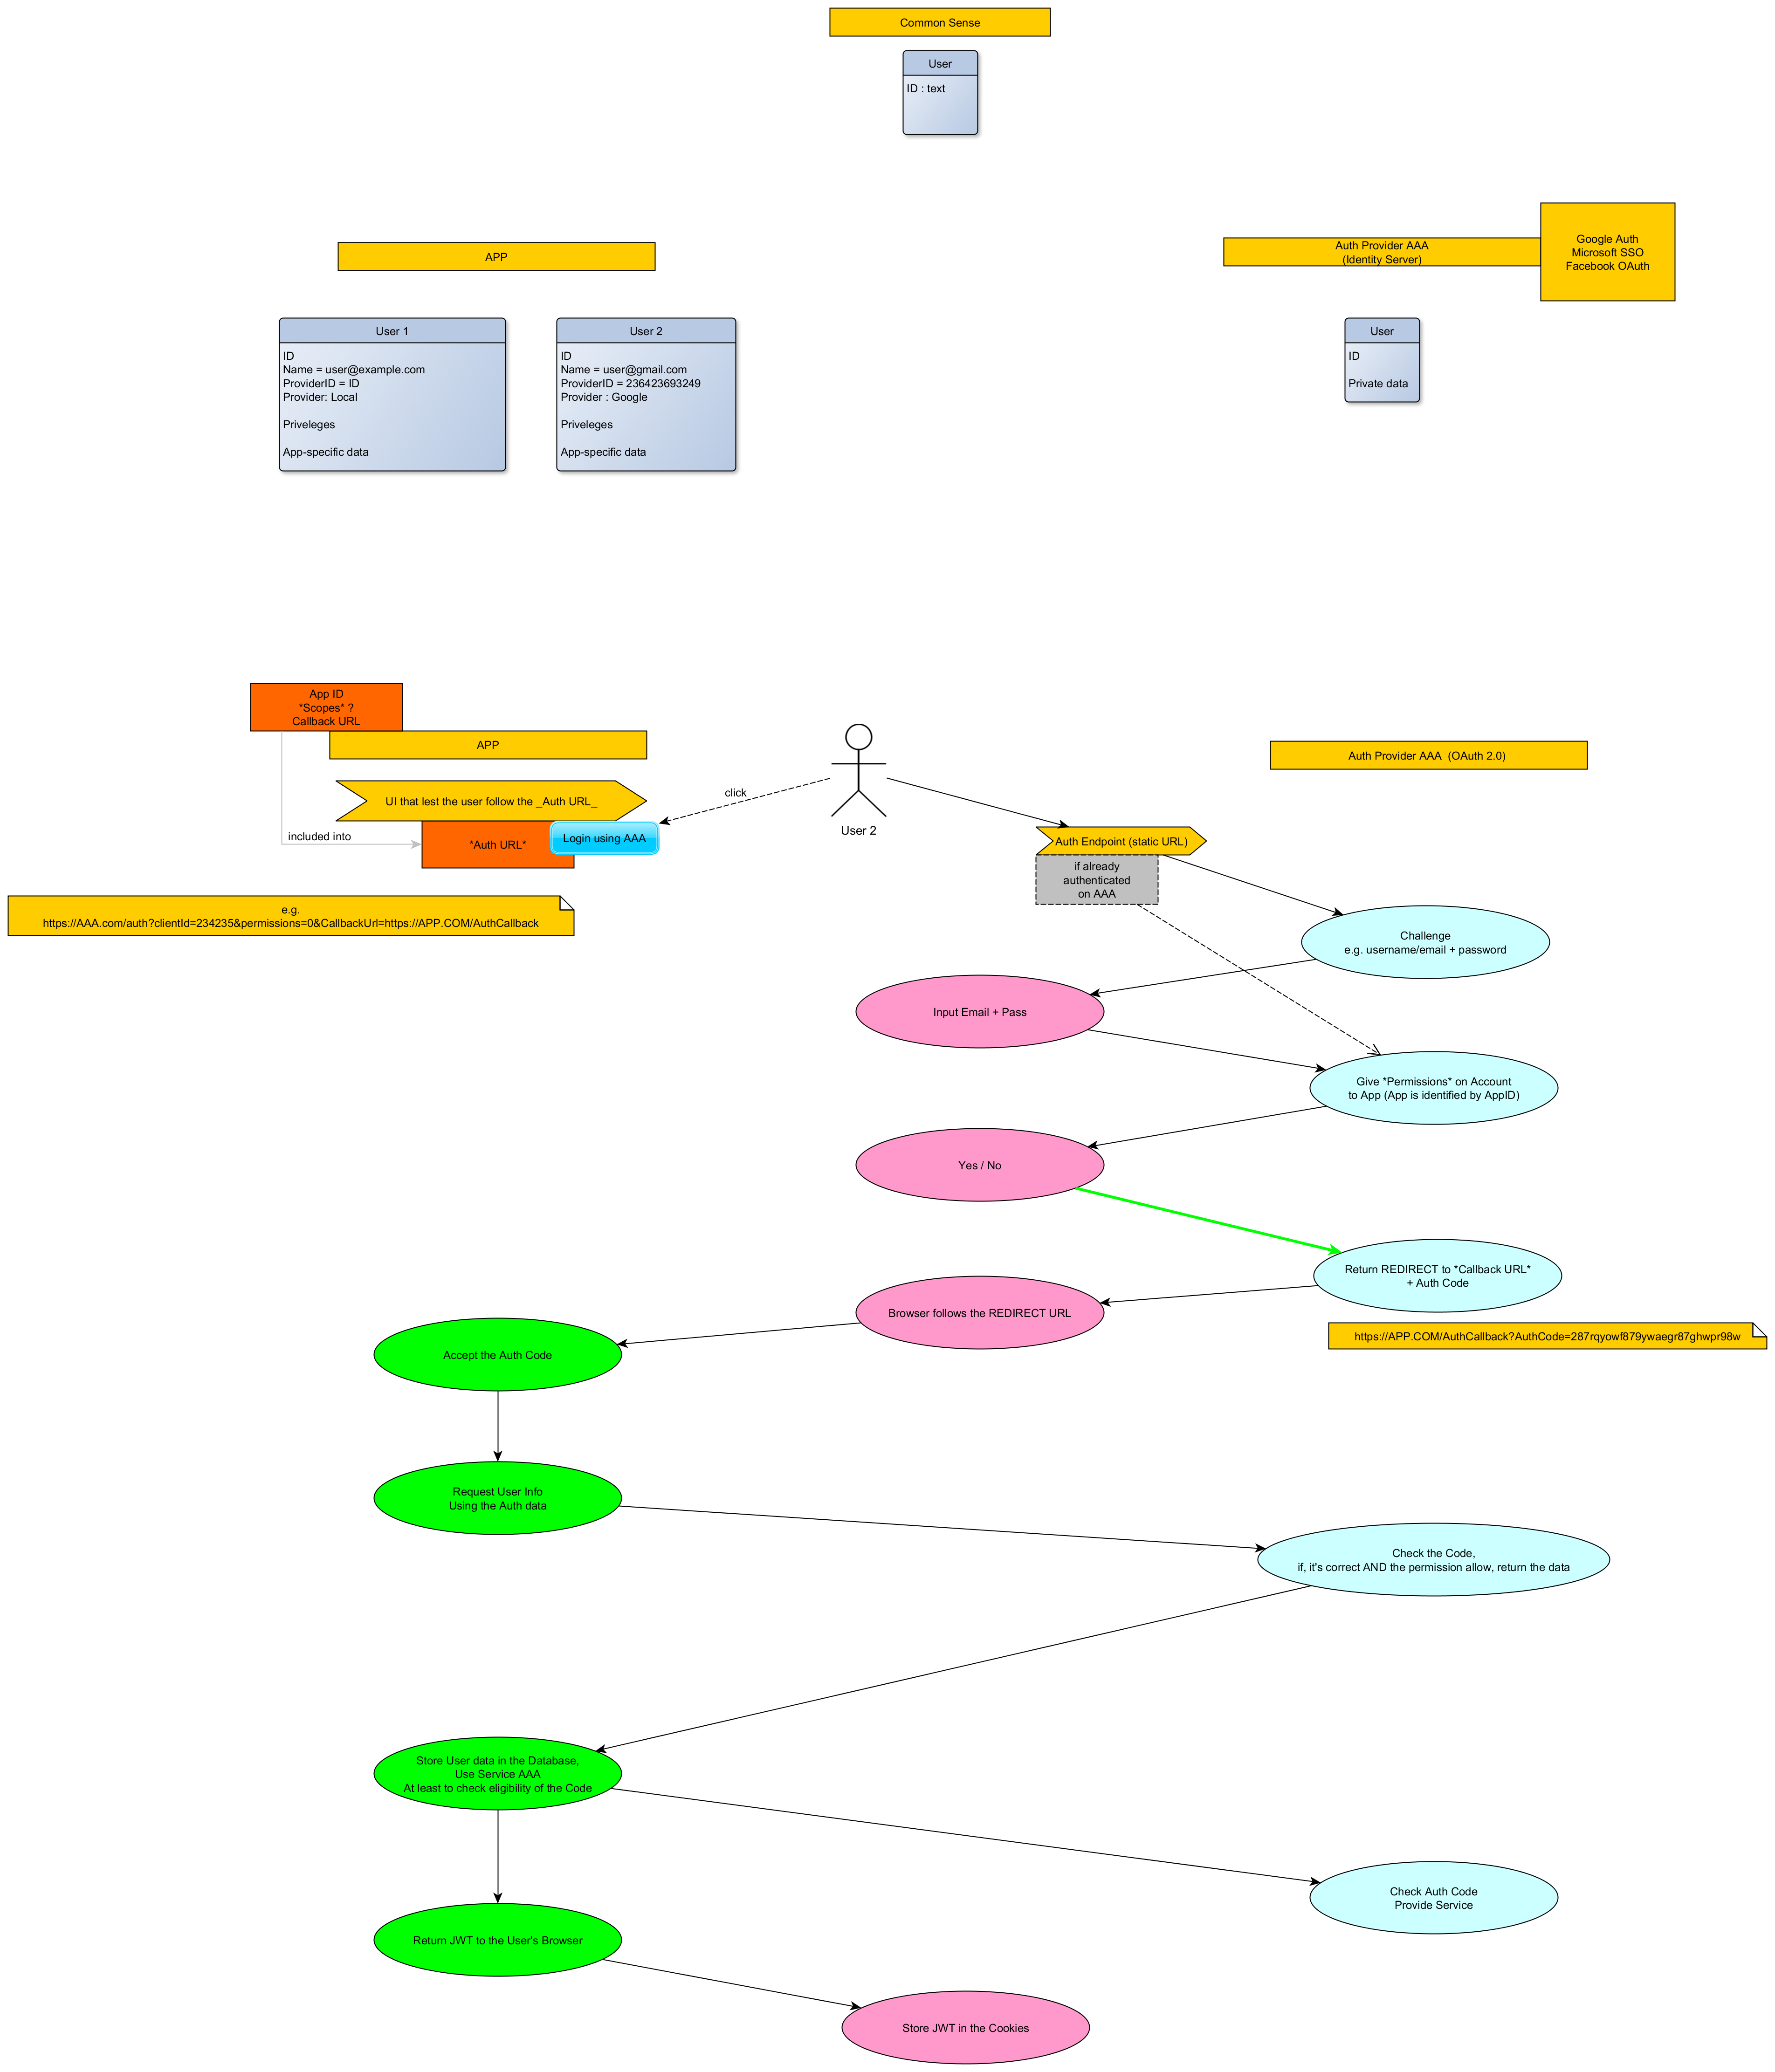 Common Sense
User
ID : text
APP
Auth Provider AAA
(Identity Server)
Google Auth
Microsoft SSO
Facebook OAuth
User 1
ID
Name = user@example.com
ProviderID = ID
Provider: Local
Priveleges
App-specific data
User 2
ID
Name = user@gmail.com
ProviderID = 236423693249
Provider : Google
Priveleges
App-specific data
User
ID
Private data
App ID
*Scopes* ?
Callback URL
APP
UI that lest the user follow the _Auth URL_
included into
*Auth URL*
Login using AAA
click
User 2
Auth Provider AAA  (OAuth 2.0)
Auth Endpoint (static URL)
if already
authenticated
on AAA
e.g.
https://AAA.com/auth?clientId=234235&permissions=0&CallbackUrl=https://APP.COM/AuthCallback
Challenge
e.g. username/email + password
Input Email + Pass
Give *Permissions* on Account
to App (App is identified by AppID)
Yes / No
Return REDIRECT to *Callback URL*
+ Auth Code
Browser follows the REDIRECT URL
https://APP.COM/AuthCallback?AuthCode=287rqyowf879ywaegr87ghwpr98w
Accept the Auth Code
Request User Info
Using the Auth data
Check the Code,
if, it's correct AND the permission allow, return the data
Store User data in the Database,
Use Service AAA
At least to check eligibility of the Code
Check Auth Code
Provide Service
Return JWT to the User's Browser
Store JWT in the Cookies